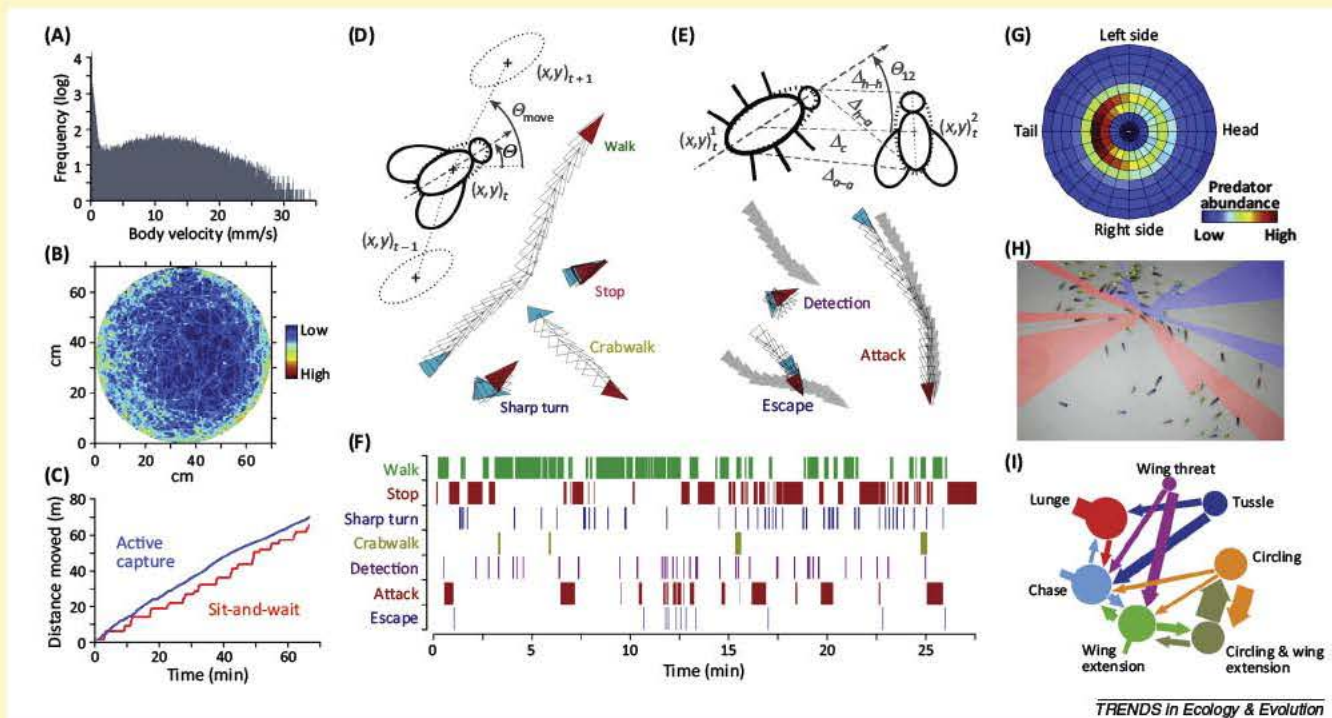 (A)
4
3
2
1
0
Frequency (log)
0 10 20 30
Body velocity (mm/s)
(B)
60
40
20
0
cm
0 20 40 60
cm
Low
High
(C)
80
60
40
20
0
Distance moved (m)
Active
capture
Sit-and-wait
0 20 40 60
Time (min)
(D)
(x,y)t+1
Θmove
Θ
(x,y)t
(x,y)t−1
Walk
Stop
Crabwalk
Sharp turn
(E)
Θ12
Δh–h
Δh–a
(x,y)t1
(x,y)t2
Δc
Δa–a
Detection
Attack
Escape
(F)
Walk
Stop
Sharp turn
Crabwalk
Detection
Attack
Escape
0 5 10 15 20 25
Time (min)
(G)
Left side
Tail
Head
Right side
Predator
abundance
Low High
(H)
(I)
Wing threat
Lunge
Tussle
Circling
Chase
Wing
extension
Circling & wing
extension
TRENDS in Ecology & Evolution